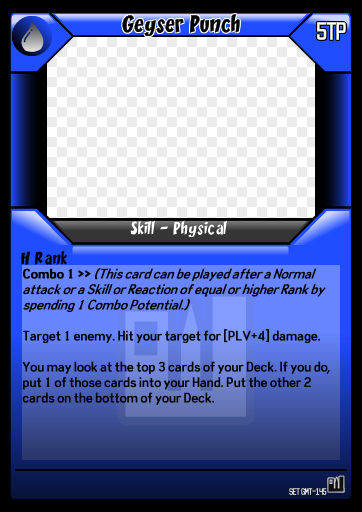 Geyser Punch
5TP
Skill - Physical
H Rank
Combo 1 >> (This card can be played after a Normal
attack or a Skill or Reaction of equal or higher Rank by
spending 1 Combo Potential.)
Target 1 enemy. Hit your target for [PLV+4] damage.
You may look at the top 3 cards of your Deck. If you do,
put 1 of those cards into your Hand. Put the other 2
cards on the bottom of your Deck.
SET GMT-145